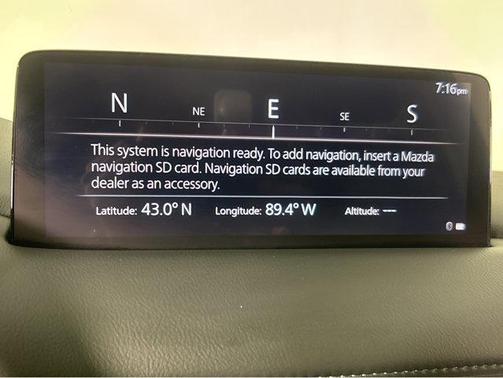 7:16pm
N NE E SE S
This system is navigation ready. To add navigation, insert a Mazda
navigation SD card. Navigation SD cards are available from your
dealer as an accessory.
Latitude: 43.0° N Longitude: 89.4° W Altitude: ---